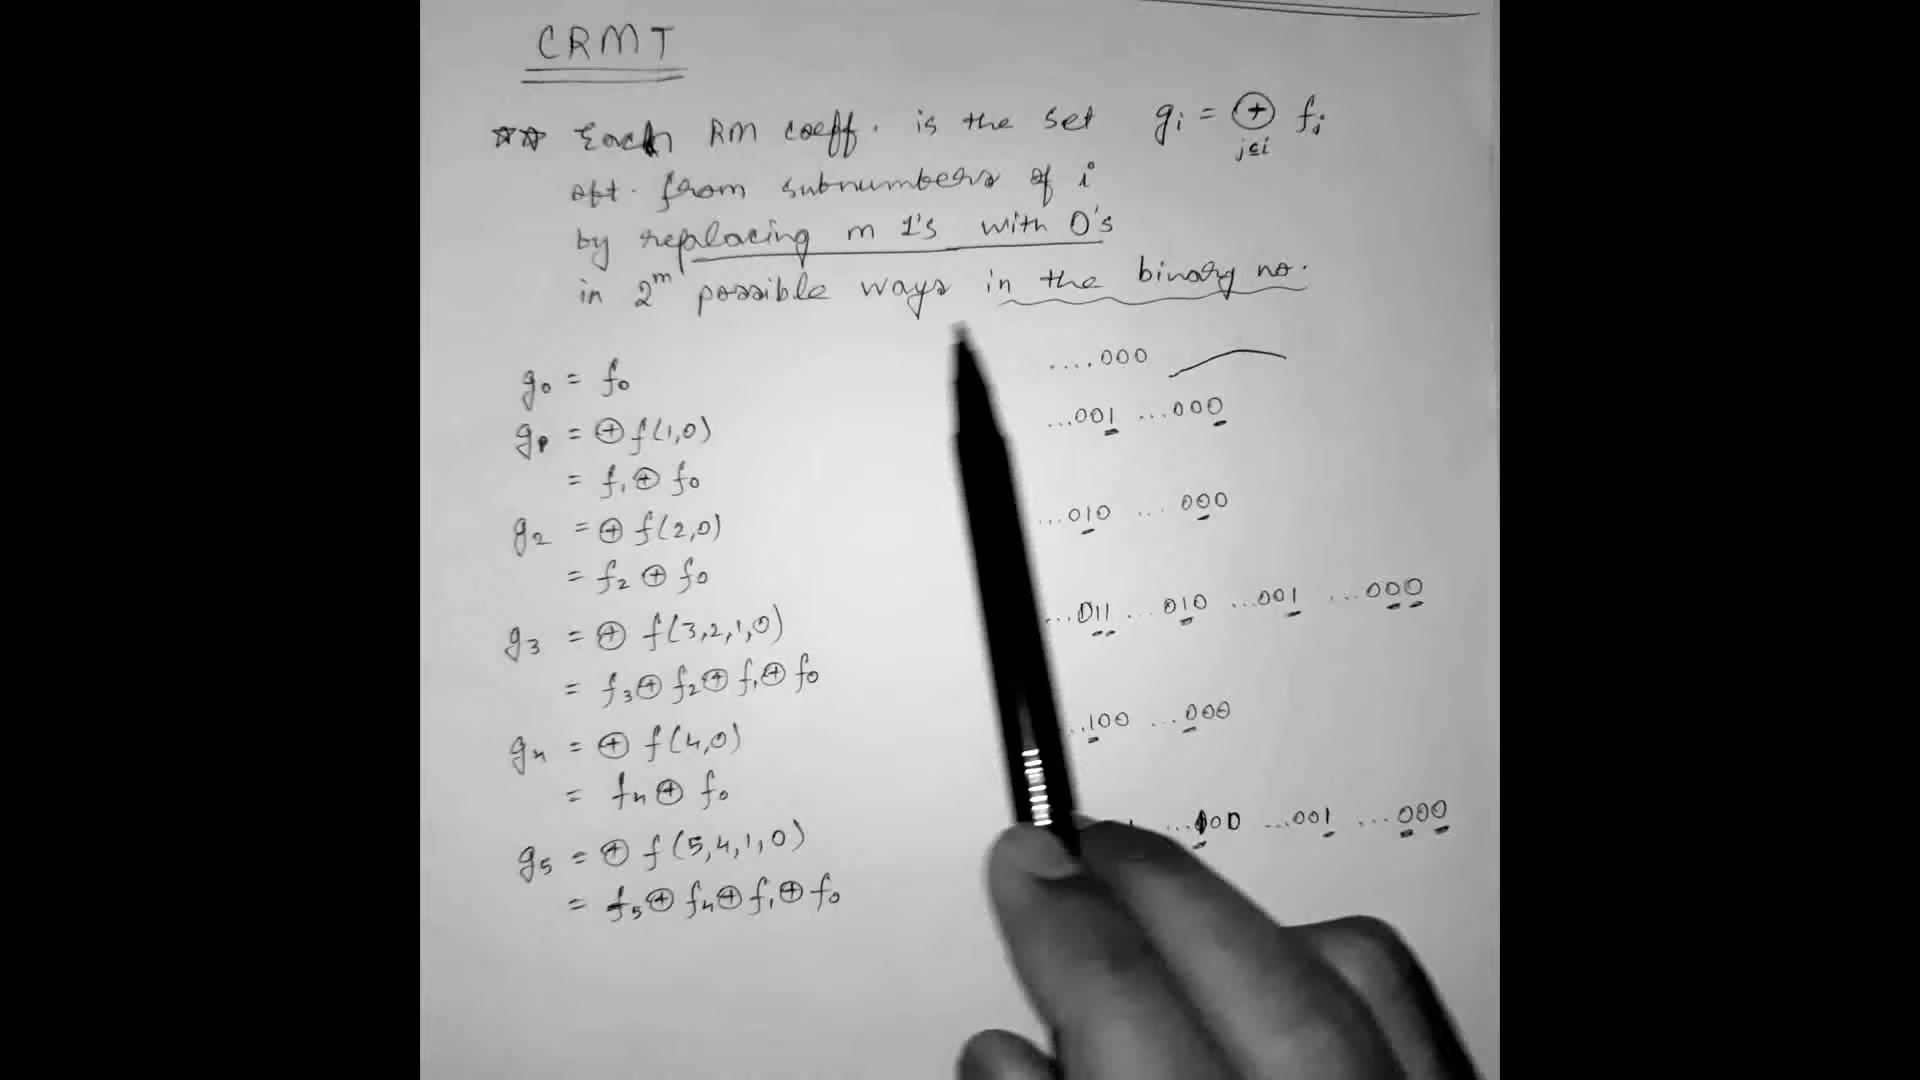 CRMT
** Each RM coeff. is the set gi = ⊕ fj
j⊆i
opt. from subnumbers of i
by replacing m 1's with 0's
in 2^m possible ways in the binary no.
g0 = f0 ....000
g1 = ⊕ f(1,0) ...001 ...000
= f1 ⊕ f0
g2 = ⊕ f(2,0) ...010 ...000
= f2 ⊕ f0
g3 = ⊕ f(3,2,1,0) ...011 ...010 ...001 ...000
= f3 ⊕ f2 ⊕ f1 ⊕ f0
g4 = ⊕ f(4,0) ..100 ...000
= f4 ⊕ f0
g5 = ⊕ f(5,4,1,0) ...100 ...001 ...000
= f5 ⊕ f4 ⊕ f1 ⊕ f0